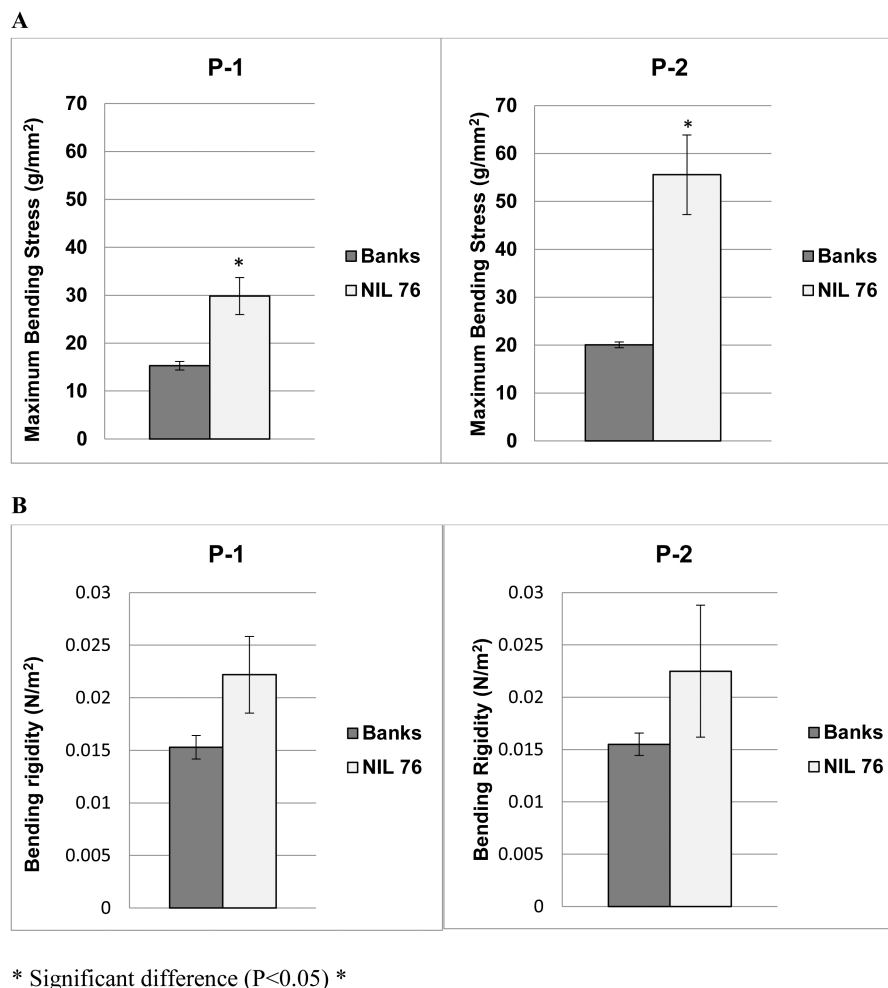 A
P-1
70
60
50
40
30
20
10
0
Maximum Bending Stress (g/mm²)
*
Banks
NIL 76
P-2
70
60
50
40
30
20
10
0
Maximum Bending Stress (g/mm²)
*
Banks
NIL 76
B
P-1
0.03
0.025
0.02
0.015
0.01
0.005
0
Bending rigidity (N/m²)
Banks
NIL 76
P-2
0.03
0.025
0.02
0.015
0.01
0.005
0
Bending Rigidity (N/m²)
Banks
NIL 76
* Significant difference (P<0.05) *